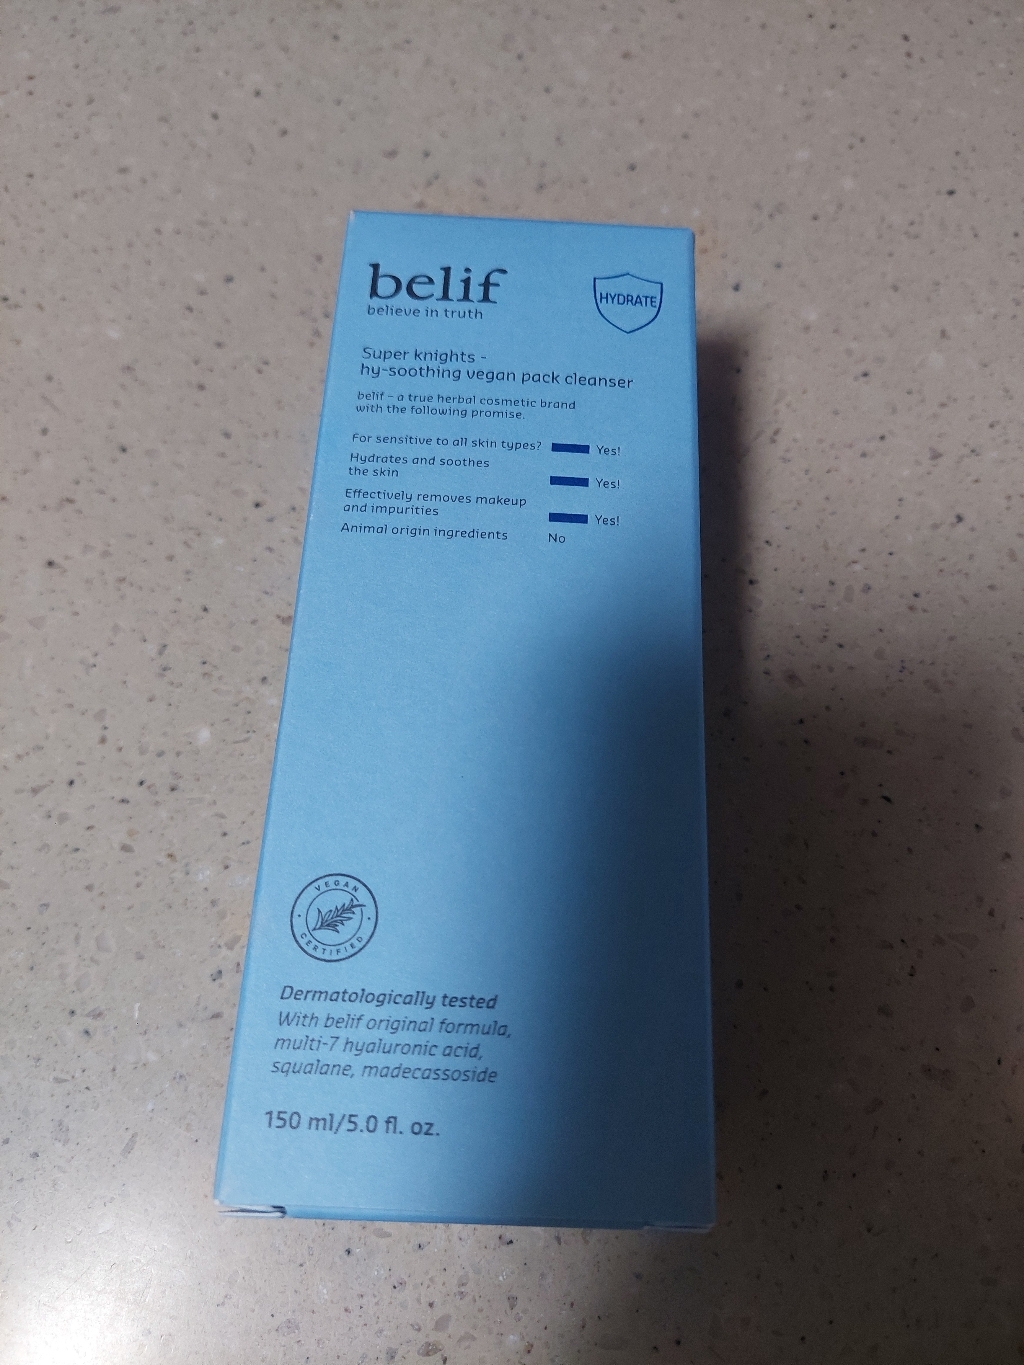 belif
believe in truth
HYDRATE
Super knights -
hy-soothing vegan pack cleanser
belif - a true herbal cosmetic brand
with the following promise.
For sensitive to all skin types? Yes!
Hydrates and soothes
the skin Yes!
Effectively removes makeup
and impurities Yes!
Animal origin ingredients No
VEGAN
CERTIFIED
Dermatologically tested
With belif original formula,
multi-7 hyaluronic acid,
squalane, madecassoside
150 ml/5.0 fl. oz.